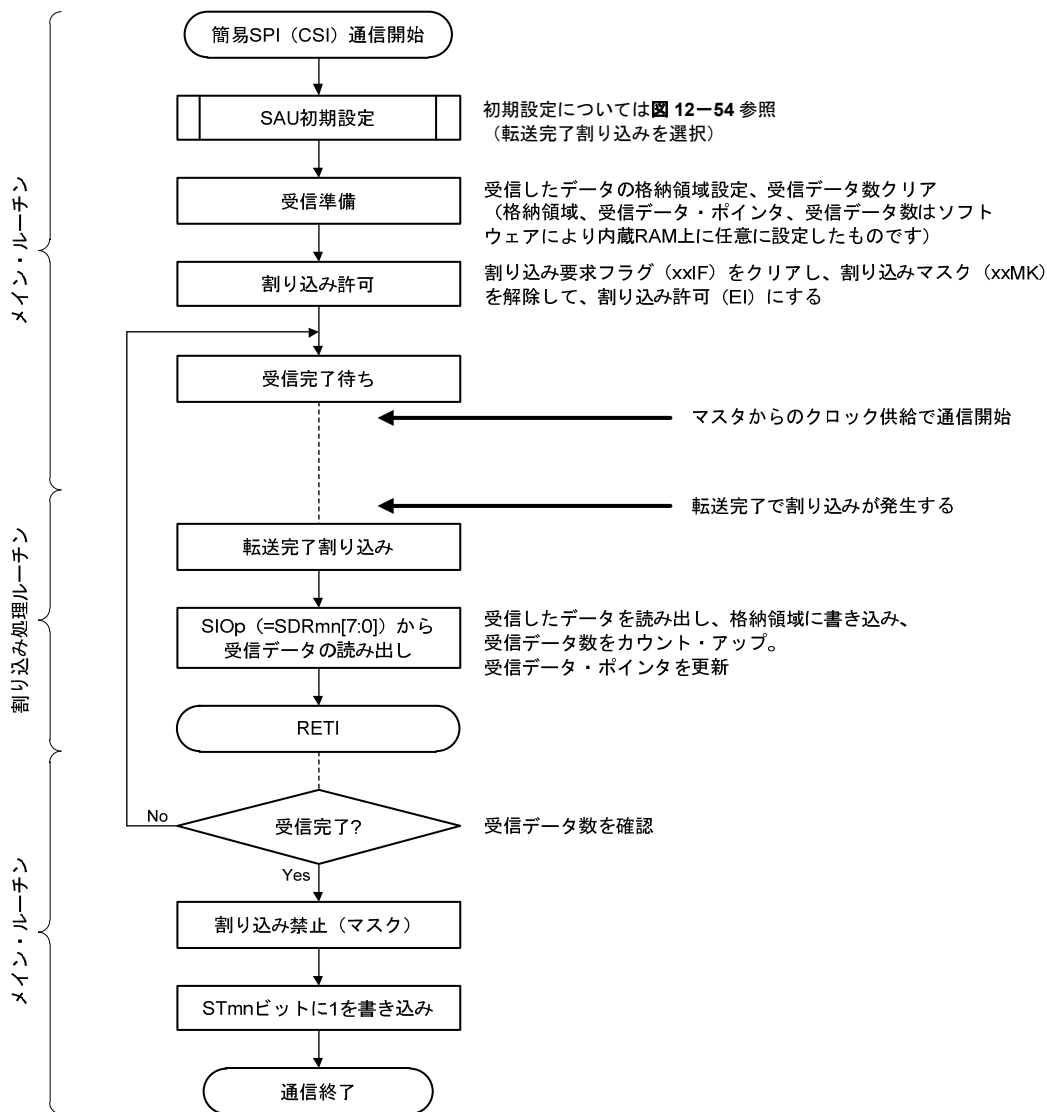 簡易SPI（CSI）通信開始
SAU初期設定
初期設定については図 12－54 参照
（転送完了割り込みを選択）
メイン・ルーチン
受信準備
受信したデータの格納領域設定、受信データ数クリア
（格納領域、受信データ・ポインタ、受信データ数はソフト
ウェアにより内蔵RAM上に任意に設定したものです）
割り込み許可
割り込み要求フラグ（xxIF）をクリアし、割り込みマスク（xxMK）
を解除して、割り込み許可（EI）にする
受信完了待ち
マスタからのクロック供給で通信開始
転送完了で割り込みが発生する
割り込み処理ルーチン
転送完了割り込み
SIOp（=SDRmn[7:0]）から
受信データの読み出し
受信したデータを読み出し、格納領域に書き込み、
受信データ数をカウント・アップ。
受信データ・ポインタを更新
RETI
No
受信完了?
受信データ数を確認
Yes
メイン・ルーチン
割り込み禁止（マスク）
STmnビットに1を書き込み
通信終了